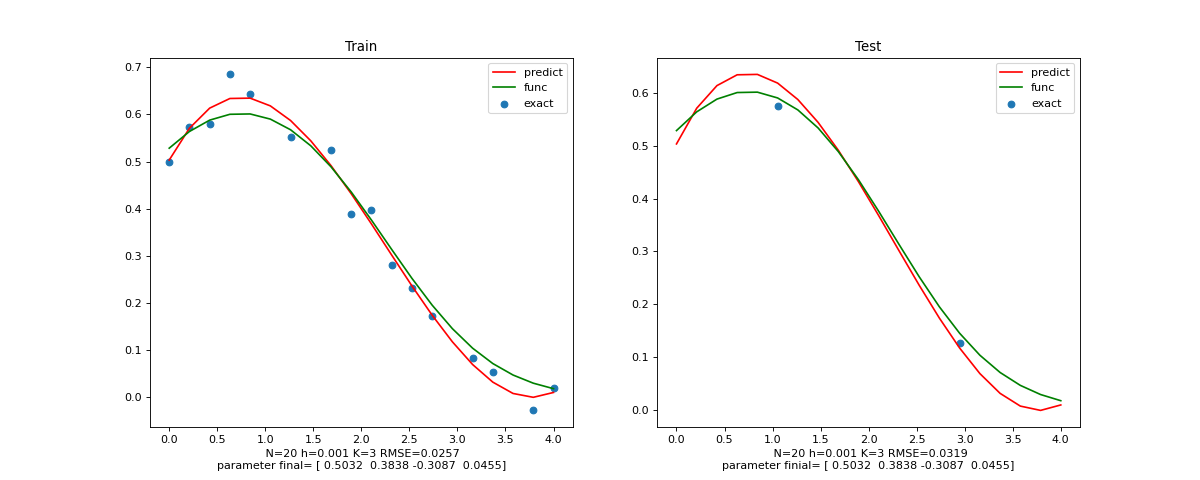 Train
predict
func
exact
0.7
0.6
0.5
0.4
0.3
0.2
0.1
0.0
0.0 0.5 1.0 1.5 2.0 2.5 3.0 3.5 4.0
N=20 h=0.001 K=3 RMSE=0.0257
parameter final= [ 0.5032 0.3838 -0.3087 0.0455]
Test
predict
func
exact
0.6
0.5
0.4
0.3
0.2
0.1
0.0
0.0 0.5 1.0 1.5 2.0 2.5 3.0 3.5 4.0
N=20 h=0.001 K=3 RMSE=0.0319
parameter finial= [ 0.5032 0.3838 -0.3087 0.0455]